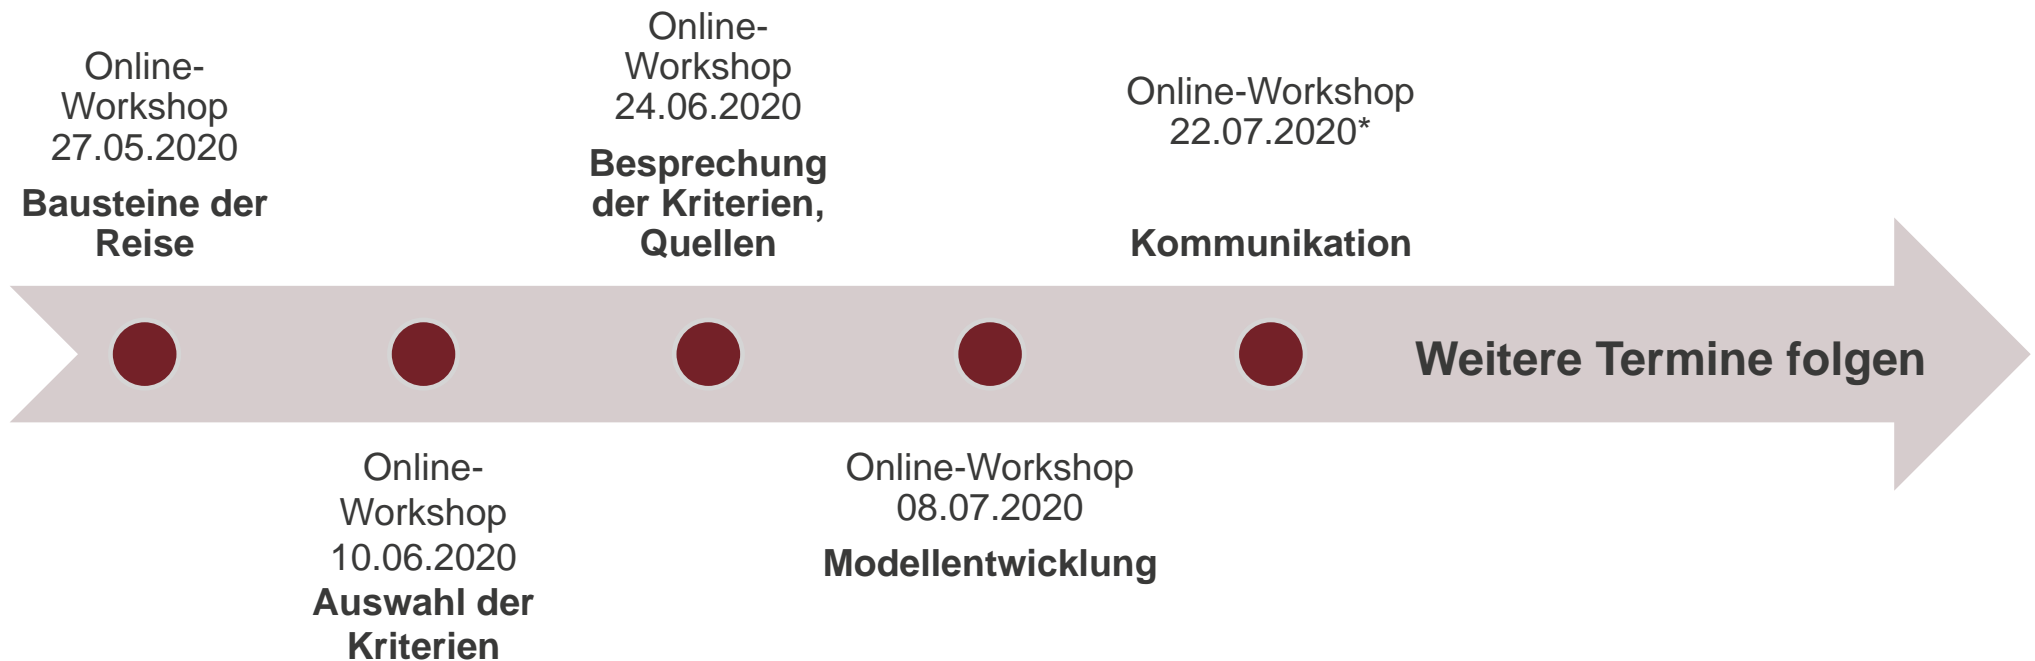 Online-
Workshop
27.05.2020
Bausteine der
Reise
Online-
Workshop
10.06.2020
Auswahl der
Kriterien
Online-
Workshop
24.06.2020
Besprechung
der Kriterien,
Quellen
Online-Workshop
08.07.2020
Modellentwicklung
Online-Workshop
22.07.2020*
Kommunikation
Weitere Termine folgen